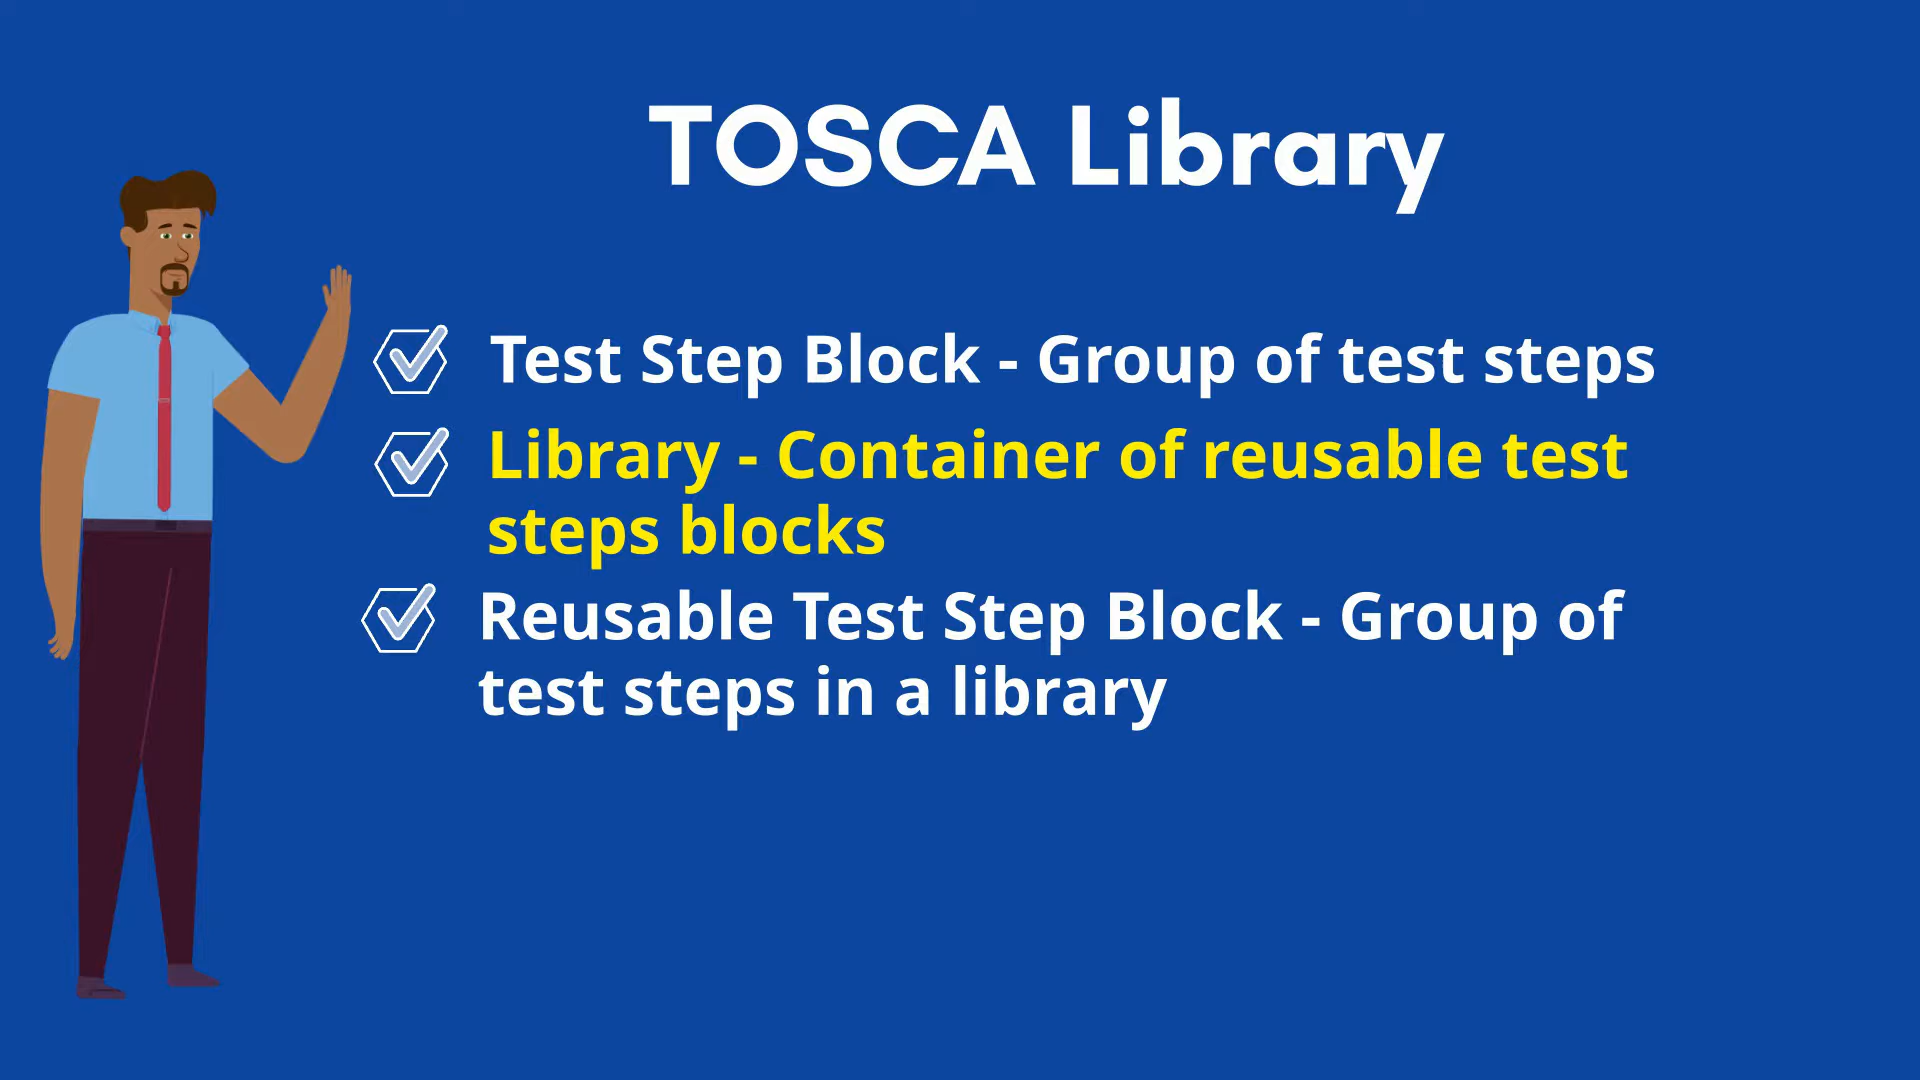 TOSCA Library
Test Step Block - Group of test steps
Library - Container of reusable test
steps blocks
Reusable Test Step Block - Group of
test steps in a library